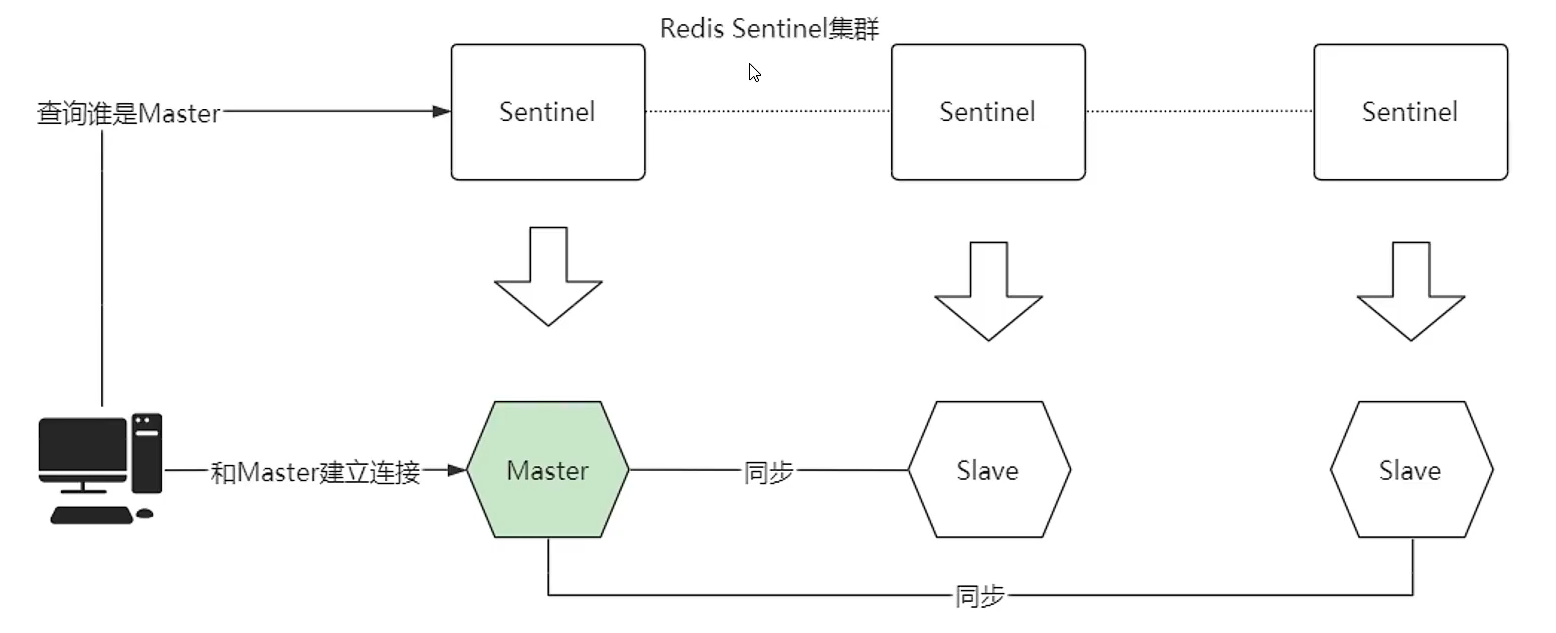 Redis Sentinel集群
查询谁是Master
Sentinel
Sentinel
Sentinel
和Master建立连接
Master
同步
Slave
Slave
同步